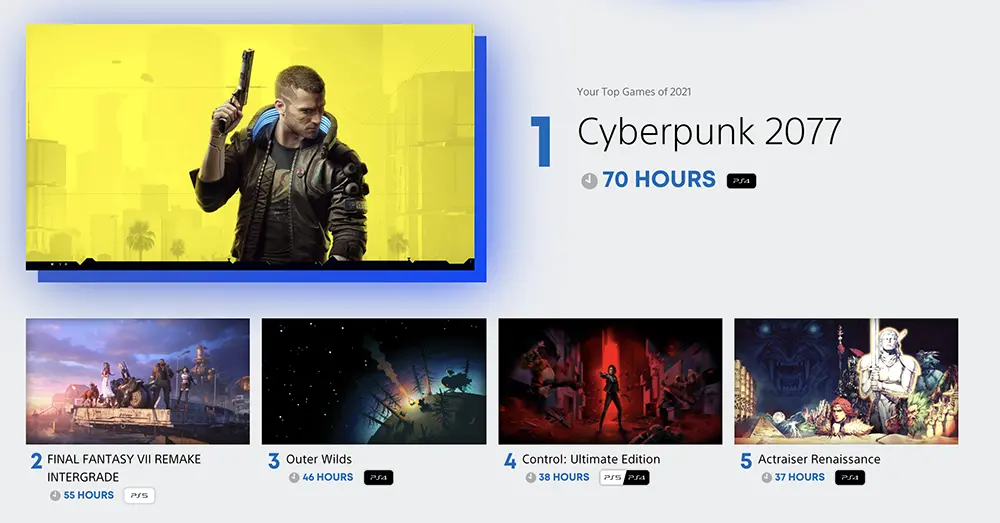 Your Top Games of 2021
1
Cyberpunk 2077
70 HOURS PS4
2 FINAL FANTASY VII REMAKE
INTERGRADE
55 HOURS PS5
3 Outer Wilds
46 HOURS PS4
4 Control: Ultimate Edition
38 HOURS PS5 PS4
5 Actraiser Renaissance
37 HOURS PS4